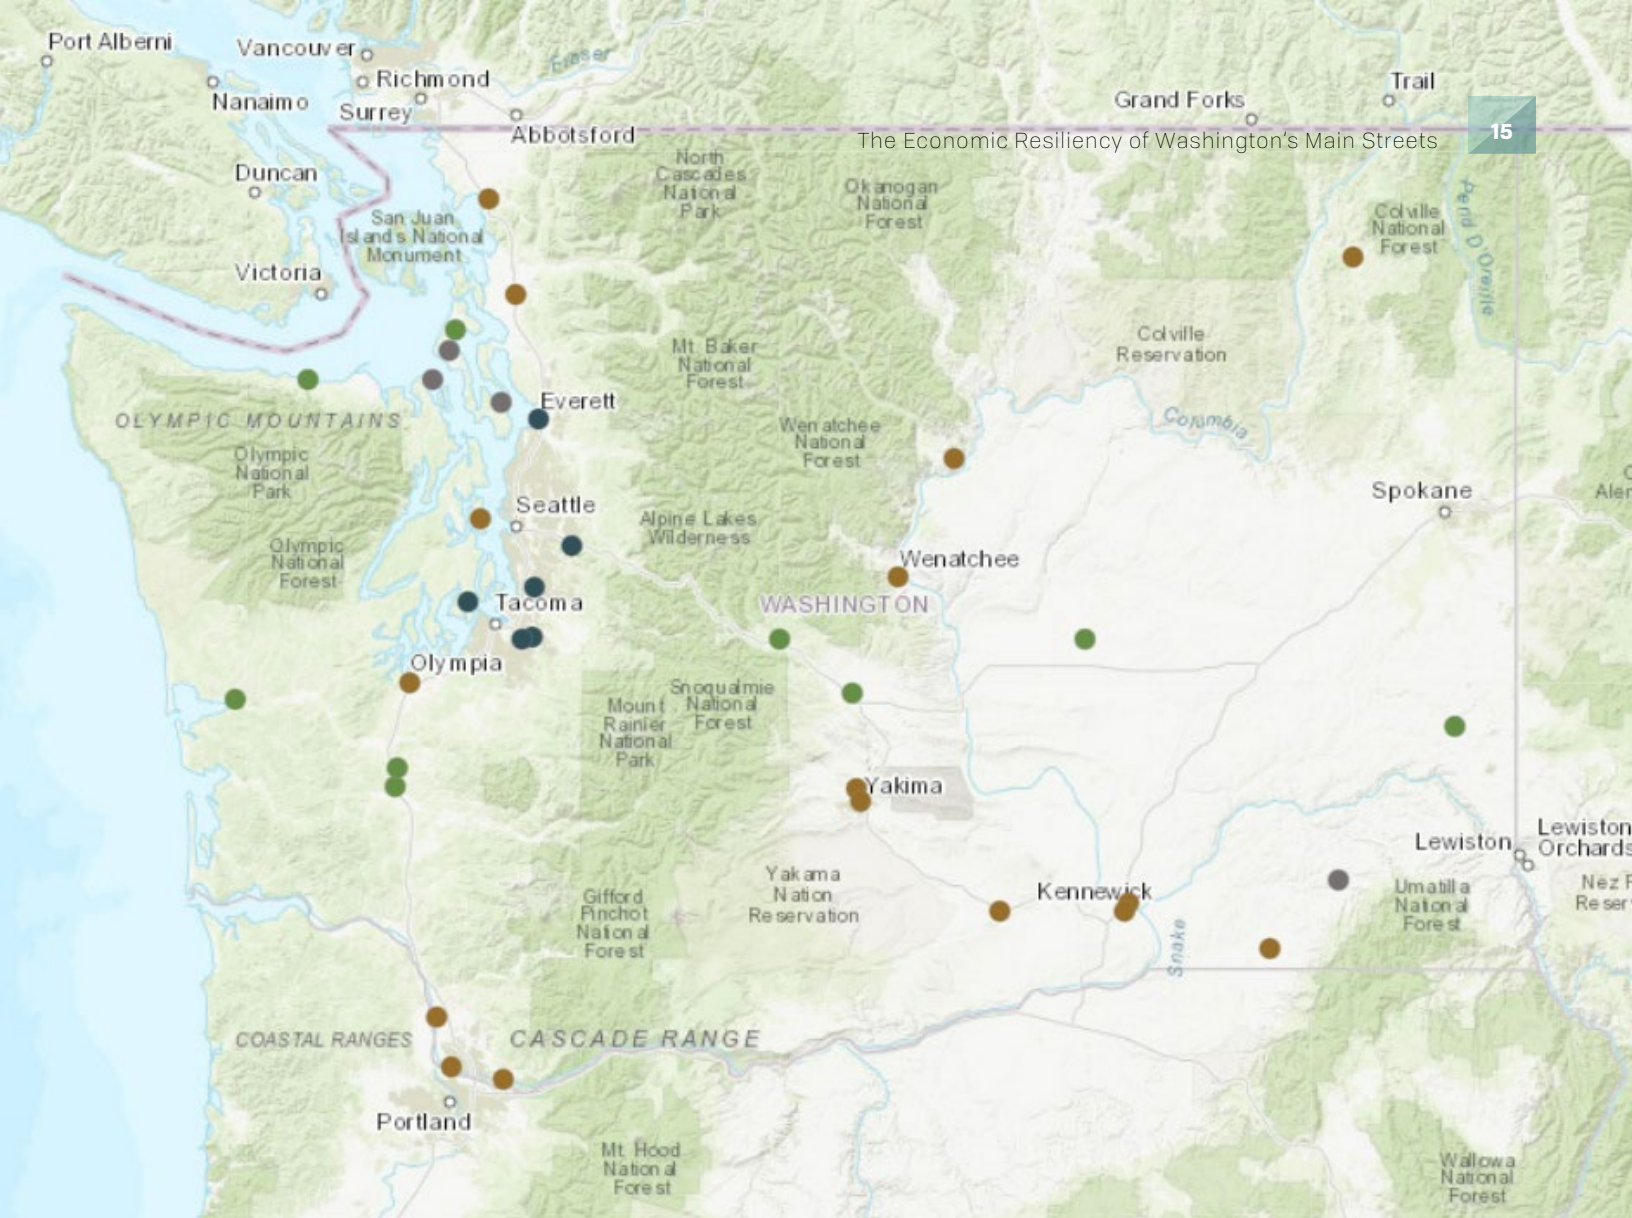 Port Alberni
Vancouver
Richmond
Nanaimo
Surrey
Abbotsford
Trail
Grand Forks
15
The Economic Resiliency of Washington's Main Streets
Duncan
North
Cascades
National
Park
Okanogan
National
Forest
Pend D'Oreille
Colville
National
Forest
San Juan
Islands National
Monument
Victoria
Fraser
Colville
Reservation
Mt Baker
National
Forest
Everett
OLYMPIC MOUNTAINS
Columbia
Wenatchee
National
Forest
Olympic
National
Park
Spokane
Seattle
Alpine Lakes
Wilderness
Olympic
National
Forest
Wenatchee
Tacoma
WASHINGTON
Olympia
Snoqualmie
National
Forest
Mount
Rainier
National
Park
Yakima
Lewiston
Lewiston
Orchards
Yakama
Nation
Reservation
Kennewick
Umatilla
National
Forest
Gifford
Pinchot
National
Forest
Snake
COASTAL RANGES
CASCADE RANGE
Portland
Mt Hood
National
Forest
Wallowa
National
Forest